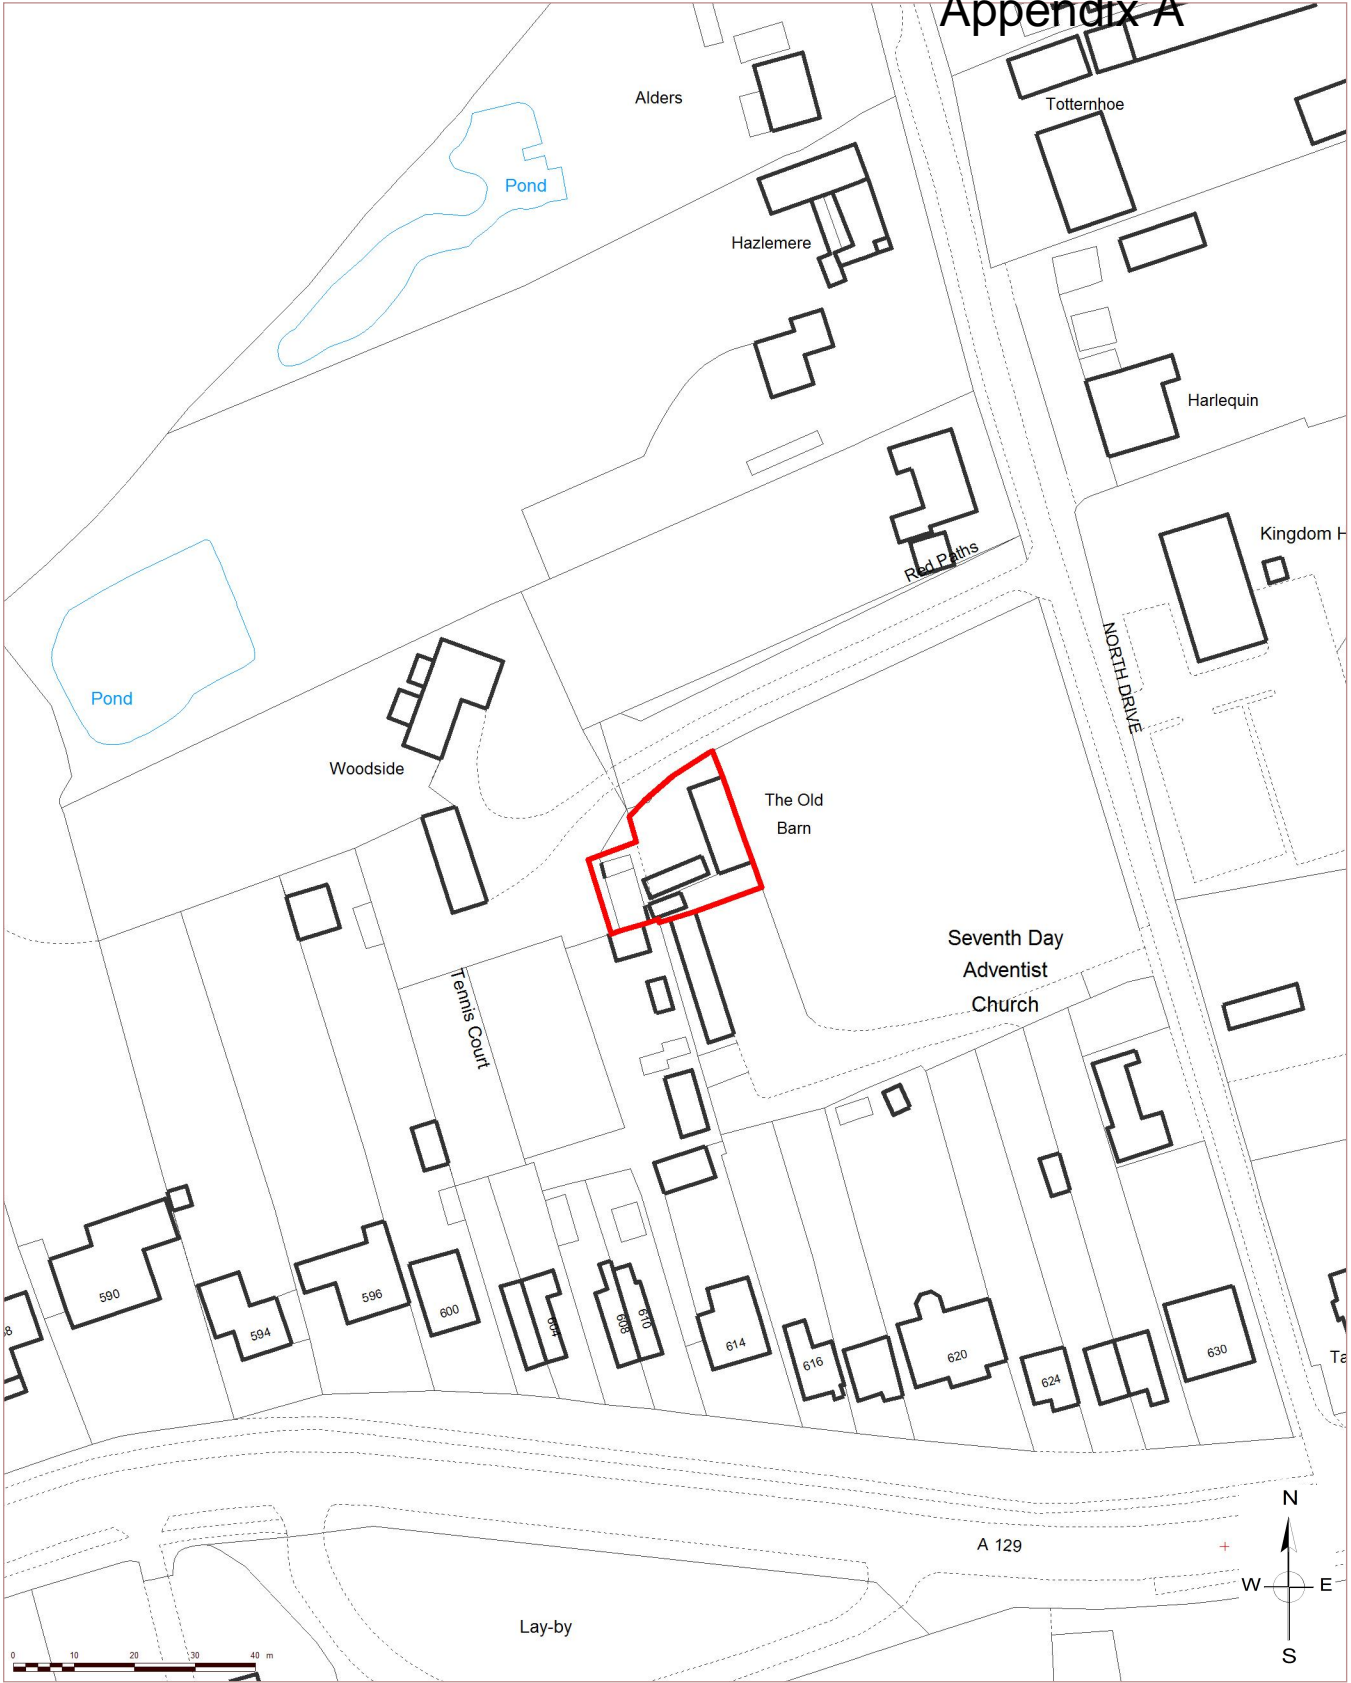 Appendix A
Alders
Totternhoe
Pond
Hazlemere
Harlequin
Kingdom H
Red Paths
NORTH DRIVE
Pond
Woodside
The Old
Barn
Seventh Day
Adventist
Church
Tennis Court
590
594
596
600
604
608
610
614
616
620
624
630
8
Ta
A 129
Lay-by
N
W
E
S
0 10 20 30 40 m